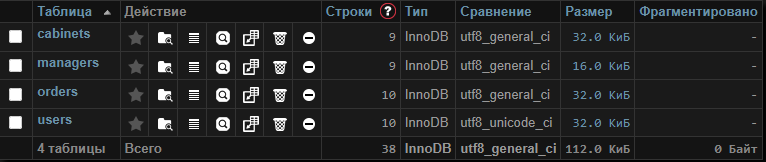 Таблица Действие Строки ? Тип Сравнение Размер Фрагментировано
cabinets 9 InnoDB utf8_general_ci 32.0 КиБ -
managers 9 InnoDB utf8_general_ci 16.0 КиБ -
orders 10 InnoDB utf8_general_ci 32.0 КиБ -
users 10 InnoDB utf8_unicode_ci 32.0 КиБ -
4 таблицы Всего 38 InnoDB utf8_general_ci 112.0 КиБ 0 Байт